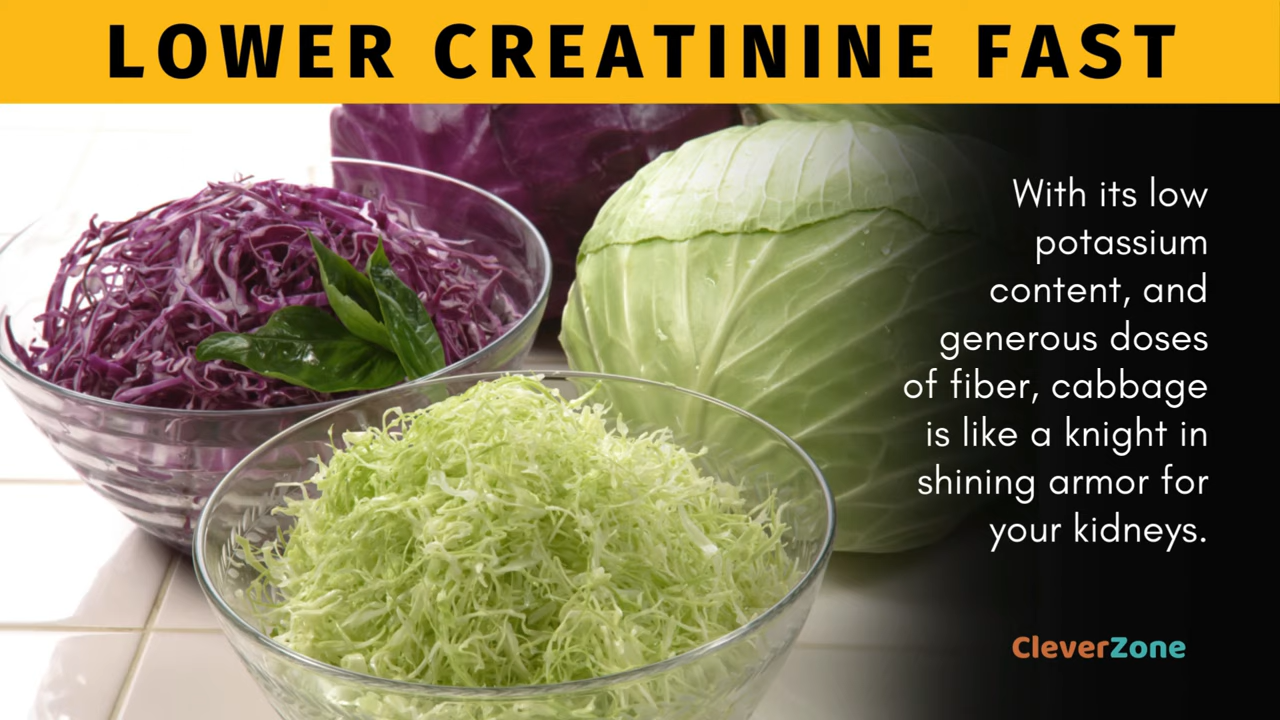 LOWER CREATININE FAST
With its low
potassium
content, and
generous doses
of fiber, cabbage
is like a knight in
shining armor for
your kidneys.
CleverZone